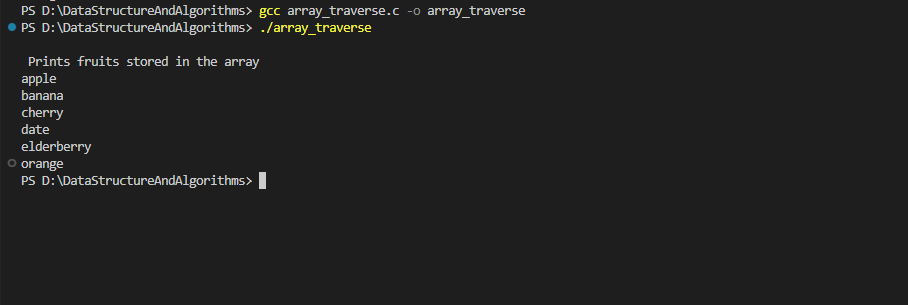 PS D:\DataStructureAndAlgorithms> gcc array_traverse.c -o array_traverse
PS D:\DataStructureAndAlgorithms> ./array_traverse
Prints fruits stored in the array
apple
banana
cherry
date
elderberry
orange
PS D:\DataStructureAndAlgorithms>